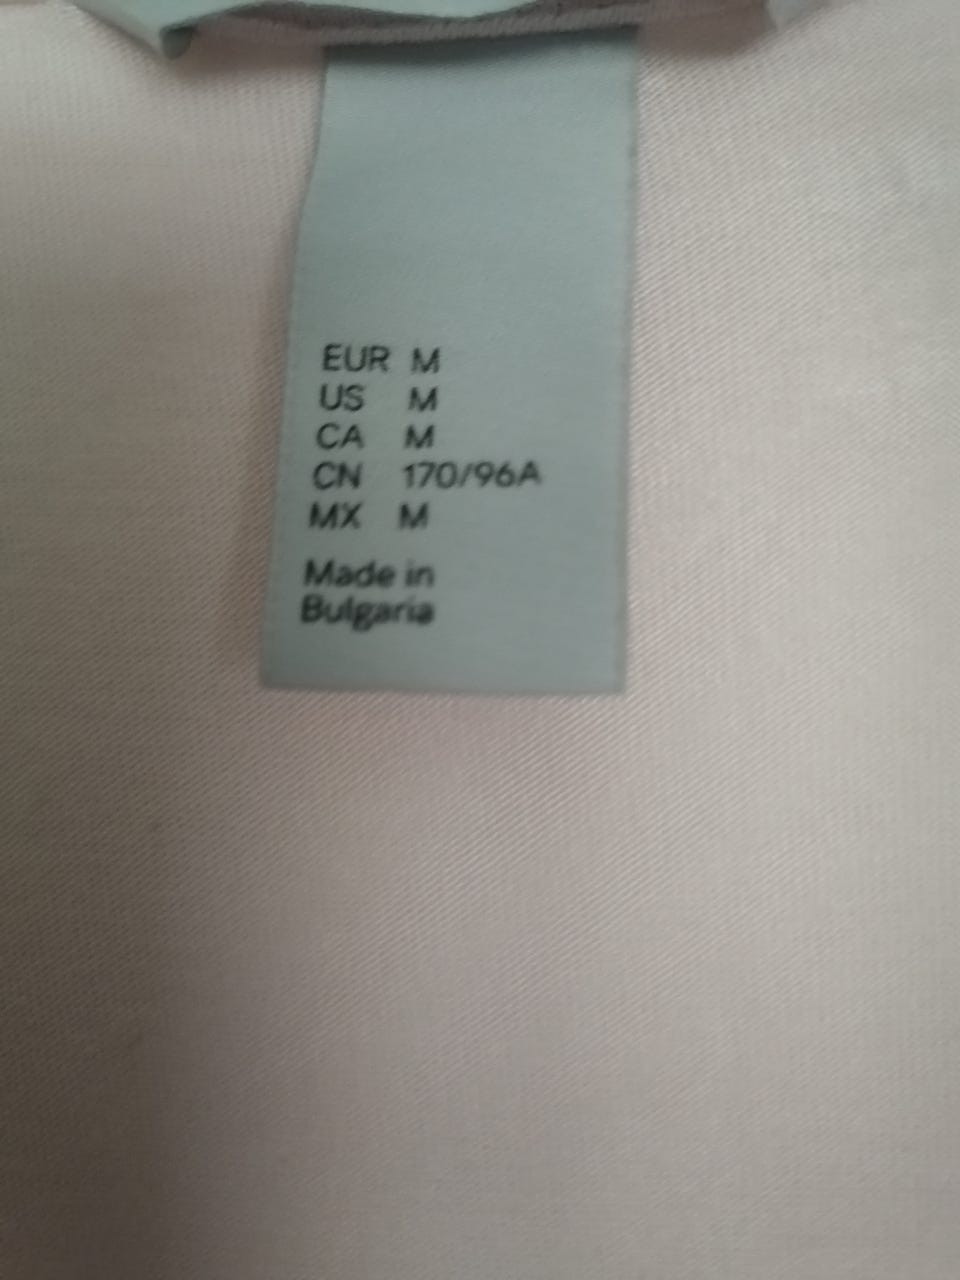 EUR M
US M
CA M
CN 170/96A
MX M
Made in
Bulgaria